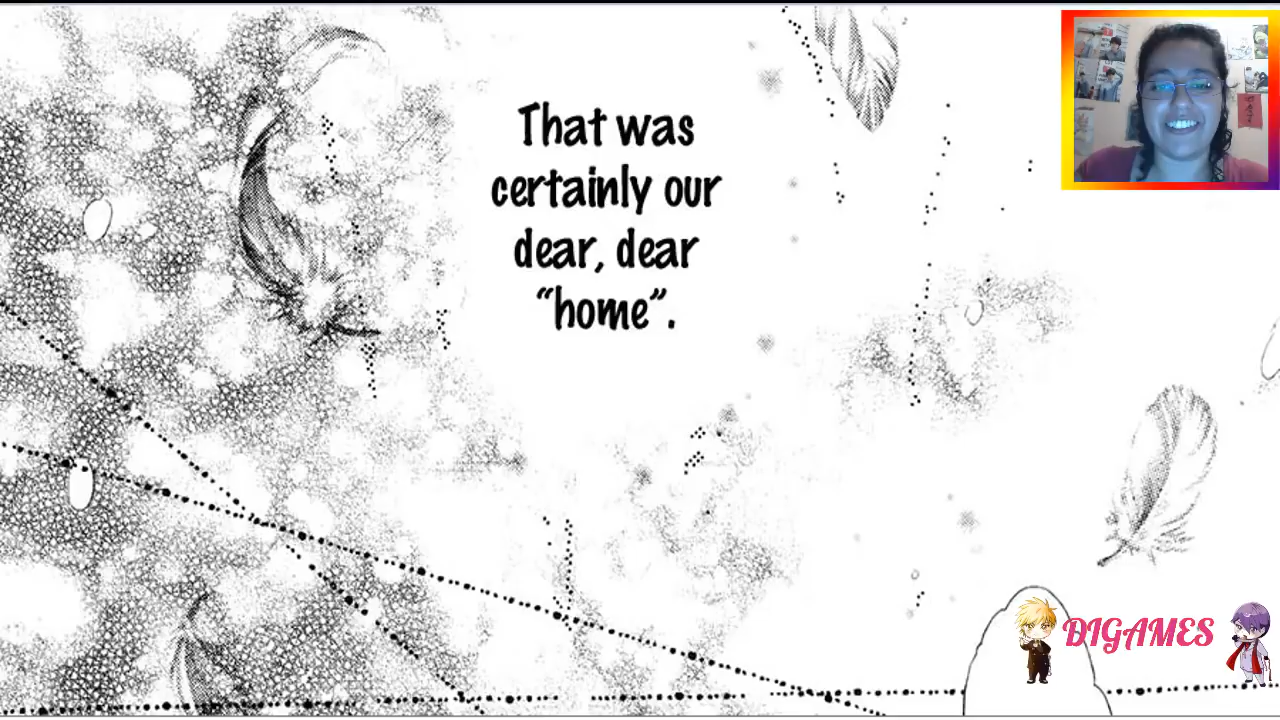 That was
certainly our
dear, dear
“home”.
DIGAMES